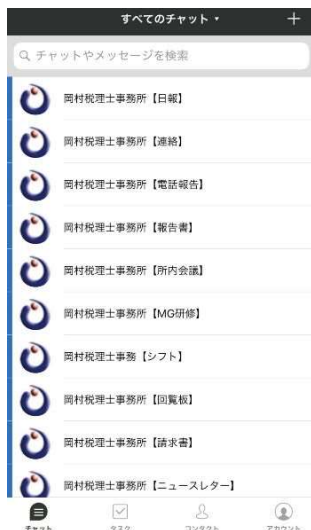 すべてのチャット
チャットやメッセージを検索
岡村税理士事務所【日報】
岡村税理士事務所【連絡】
岡村税理士事務所【電話報告】
岡村税理士事務所【報告書】
岡村税理士事務所【所内会議】
岡村税理士事務所【MG研修】
岡村税理士事務【シフト】
岡村税理士事務所【回覧板】
岡村税理士事務所【請求書】
岡村税理士事務所【ニュースレター】
チャット タスク コンタクト アカウント